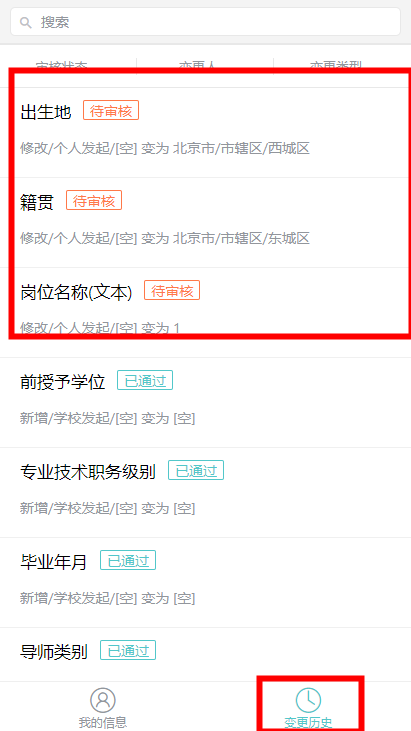 搜索
审核状态 变更人 变更类型
出生地 待审核
修改/个人发起/[空] 变为 北京市/市辖区/西城区
籍贯 待审核
修改/个人发起/[空] 变为 北京市/市辖区/东城区
岗位名称(文本) 待审核
修改/个人发起/[空] 变为 1
前授予学位 已通过
新增/学校发起/[空] 变为 [空]
专业技术职务级别 已通过
新增/学校发起/[空] 变为 [空]
毕业年月 已通过
新增/学校发起/[空] 变为 [空]
导师类别 已通过
我的信息 变更历史